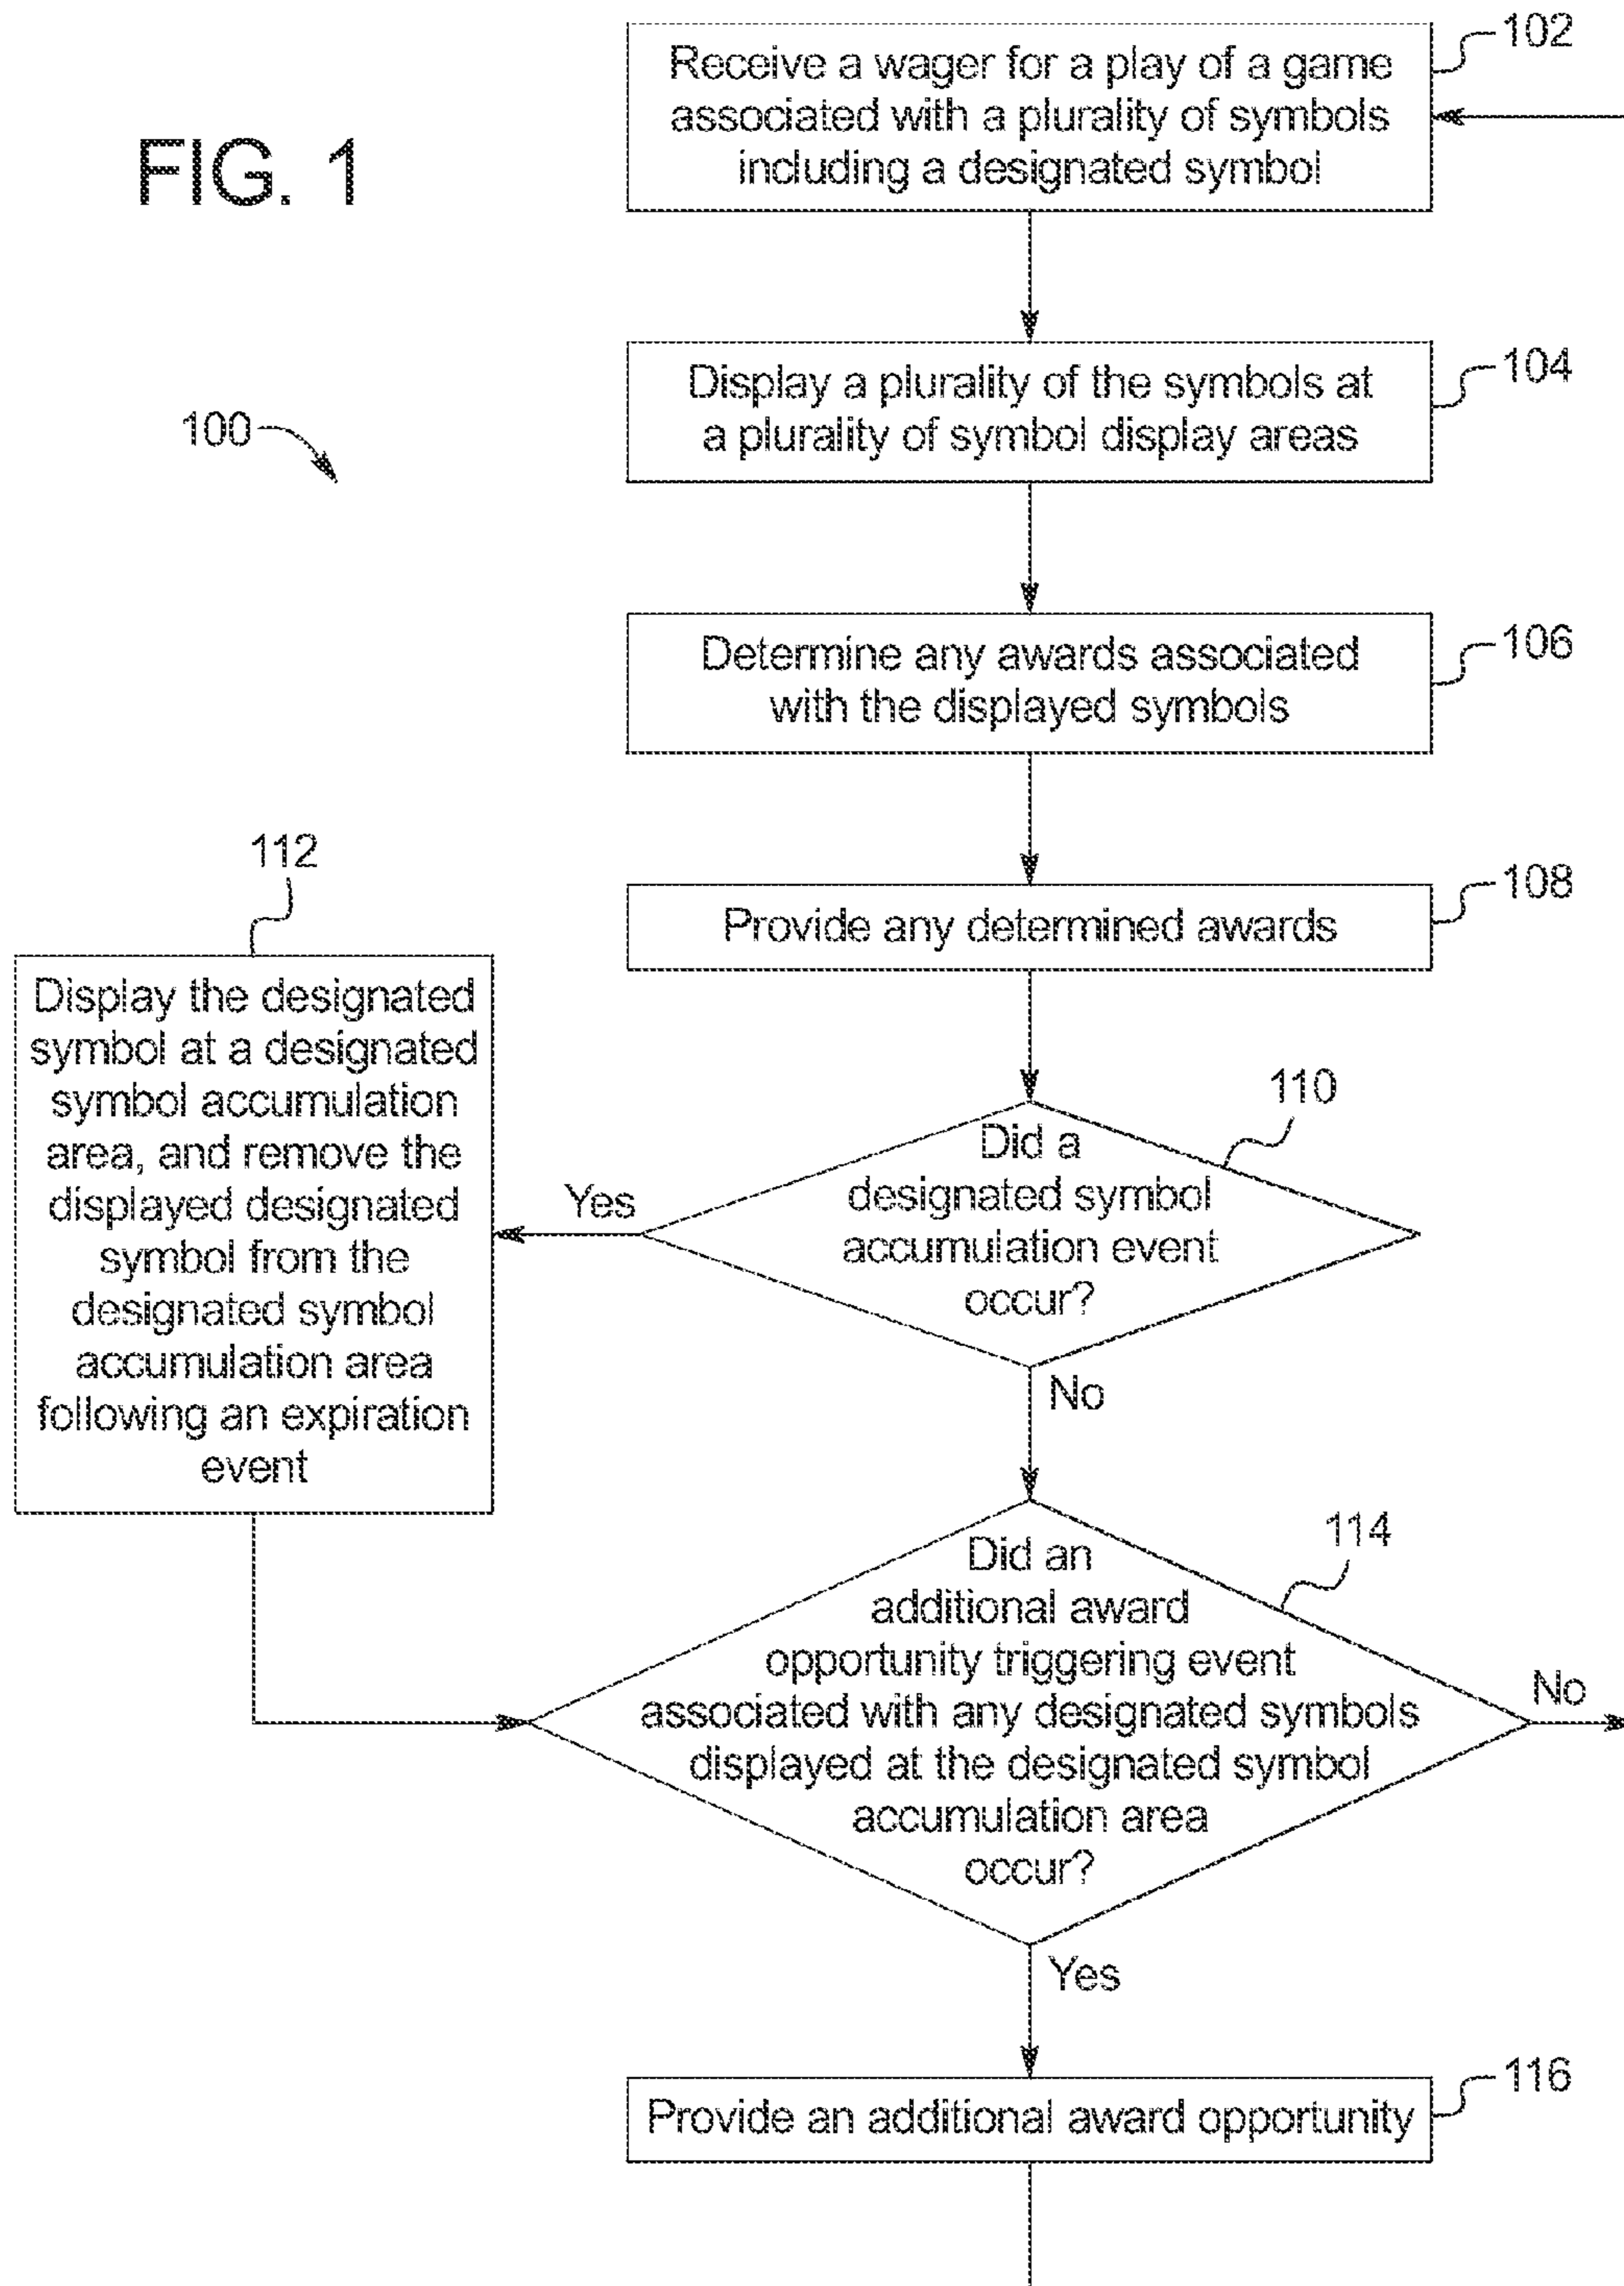 FIG. 1
100
102
Receive a wager for a play of a game
associated with a plurality of symbols
including a designated symbol
104
Display a plurality of the symbols at
a plurality of symbol display areas
106
Determine any awards associated
with the displayed symbols
108
Provide any determined awards
110
Did a
designated symbol
accumulation event
occur?
Yes
No
112
Display the designated
symbol at a designated
symbol accumulation
area, and remove the
displayed designated
symbol from the
designated symbol
accumulation area
following an expiration
event
114
Did an
additional award
opportunity triggering event
associated with any designated symbols
displayed at the designated symbol
accumulation area
occur?
No
Yes
116
Provide an additional award opportunity